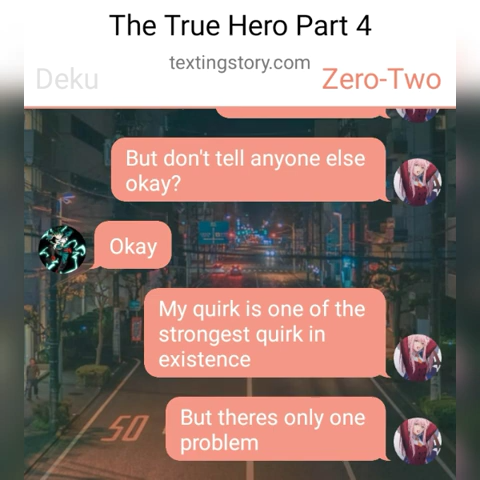 The True Hero Part 4
textingstory.com
Deku
Zero-Two
But don't tell anyone else
okay?
Okay
My quirk is one of the
strongest quirk in
existence
50
But theres only one
problem